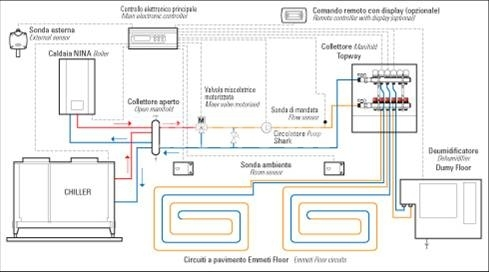 Controllo elettronico principale
Main electronic controller
Comando remoto con display (opzionale)
Remote controller with display (optional)
Sonda esterna
External sensor
Caldaia NINA Boiler
Collettore Manifold
Topway
Valvola miscelatrice
motorizzata
Mixer valve motorized
Collettore aperto
Open manifold
Sonda di mandata
Flow sensor
M
Circolatore Pump
Shark
Deumidificatore
Dehumidifier
Dumy Floor
Sonda ambiente
Room sensor
CHILLER
Circuiti a pavimento Emmeti Floor Emmeti Floor circuits